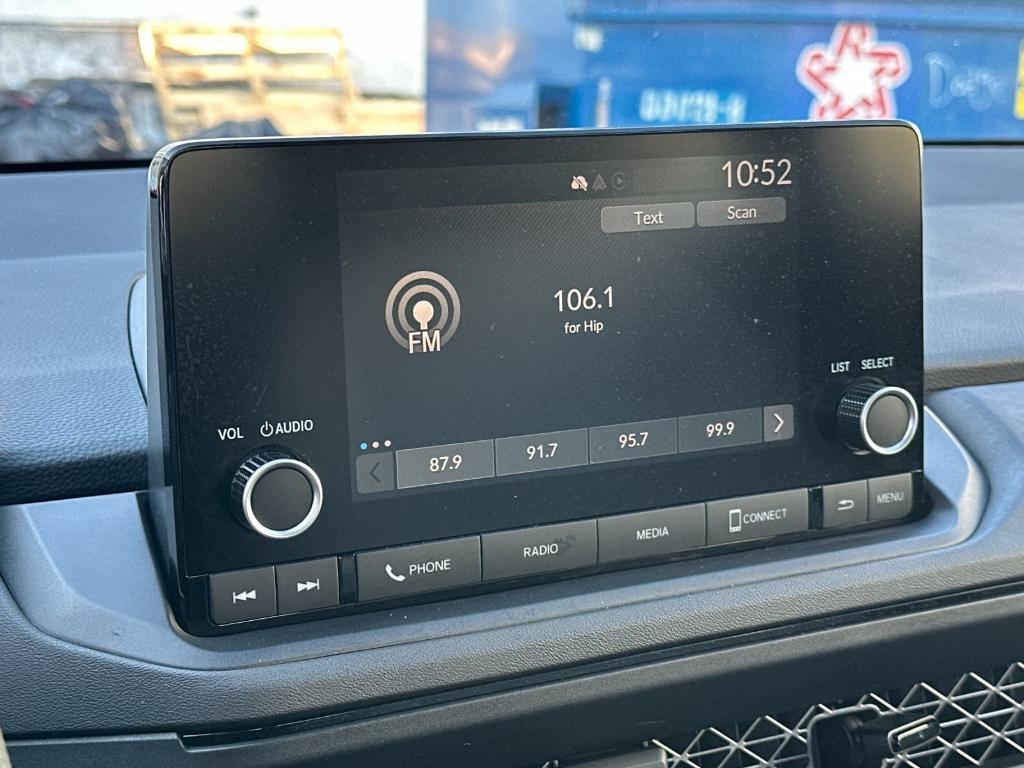 10:52
Text Scan
106.1
for Hip
FM
LIST SELECT
VOL AUDIO
87.9 91.7 95.7 99.9
PHONE RADIO MEDIA CONNECT MENU